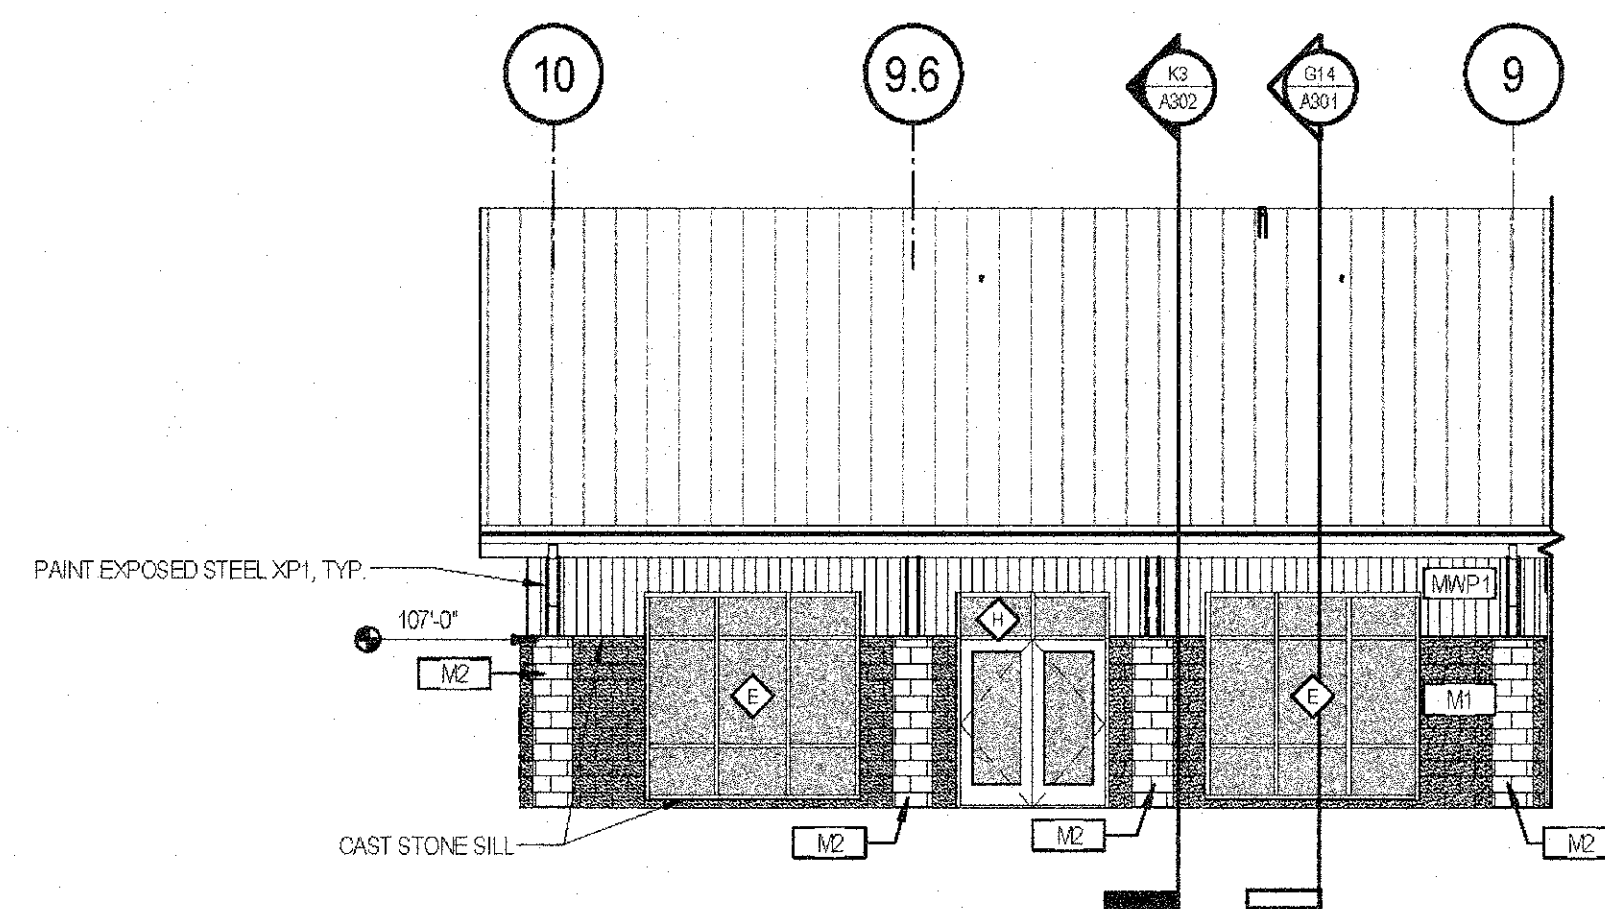 10
9.6
K3
A302
G14
A301
9
PAINT EXPOSED STEEL XP1, TYP.
MWP1
107'-0"
H
M2
E
E
M1
CAST STONE SILL
M2
M2
M2